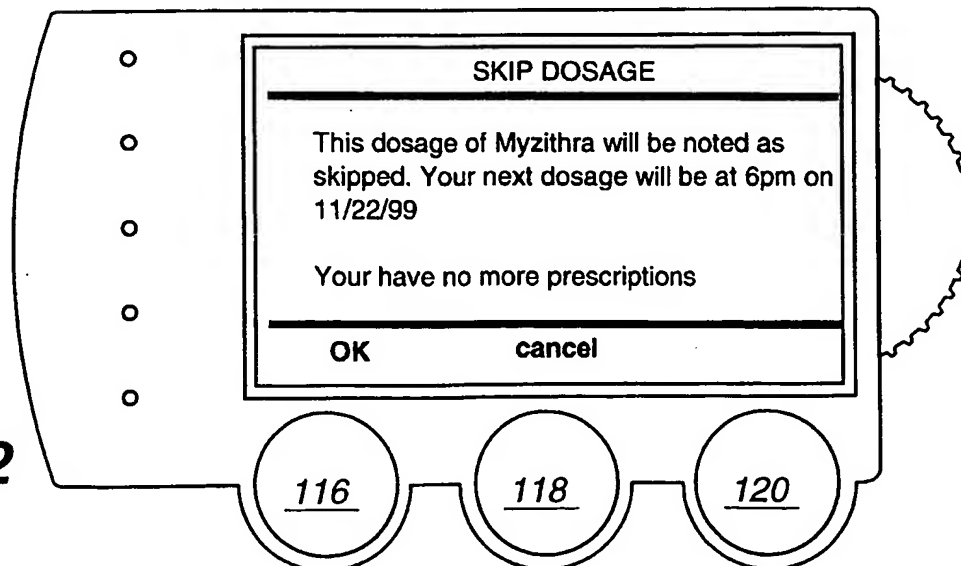 SKIP DOSAGE
This dosage of Myzithra will be noted as
skipped. Your next dosage will be at 6pm on
11/22/99
Your have no more prescriptions
OK cancel
2
116 118 120